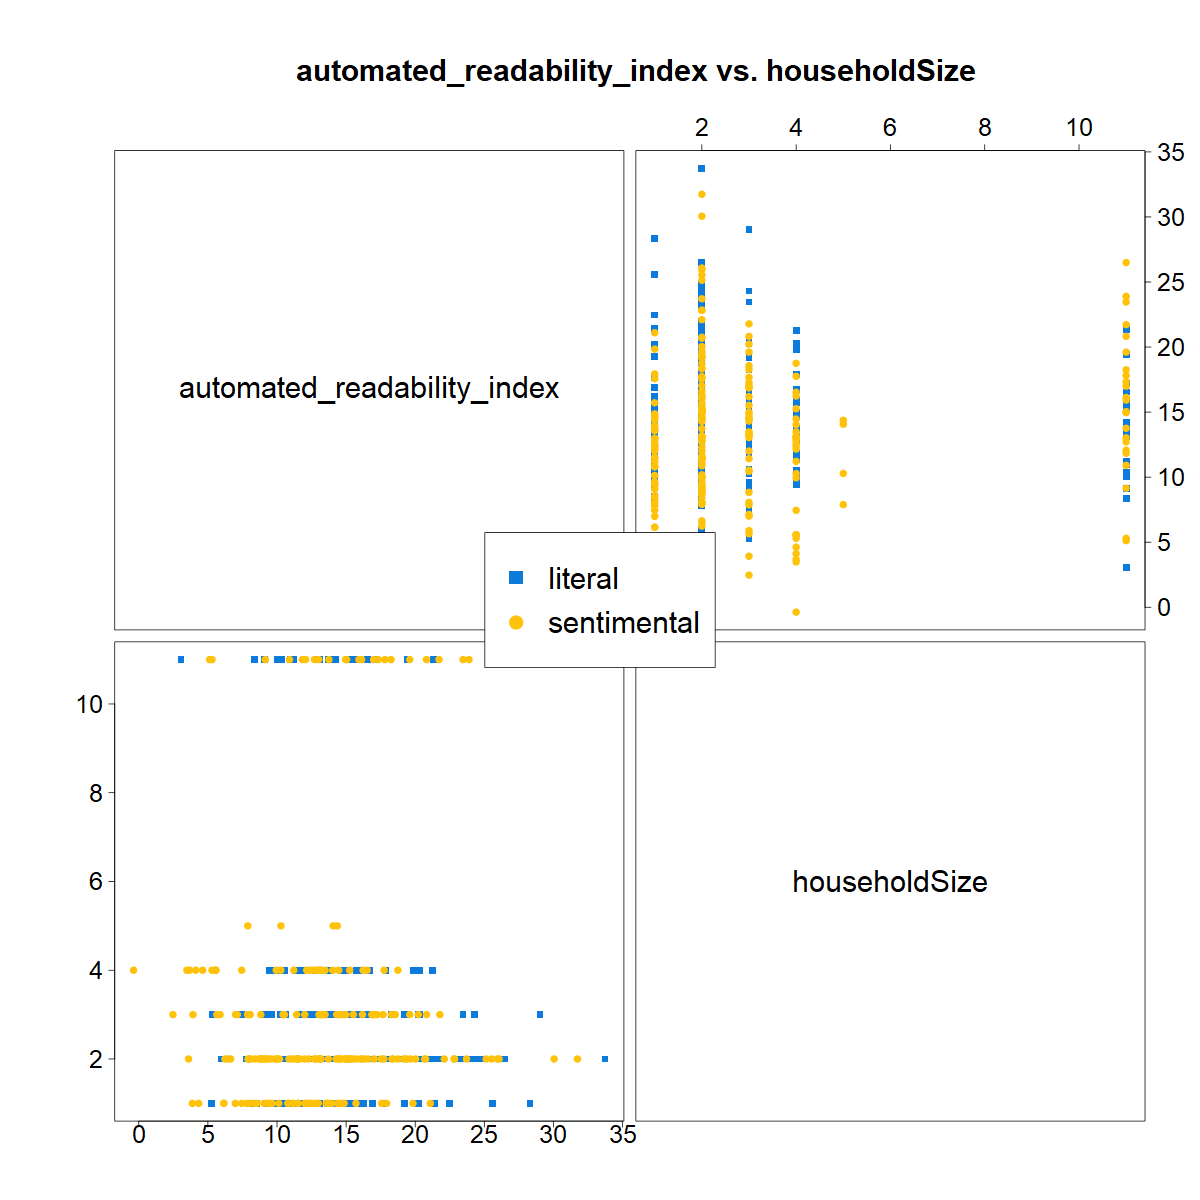 automated_readability_index vs. householdSize
2 4 6 8 10
35
30
25
20
15
10
5
0
automated_readability_index
literal
sentimental
10
8
6
4
2
householdSize
0 5 10 15 20 25 30 35